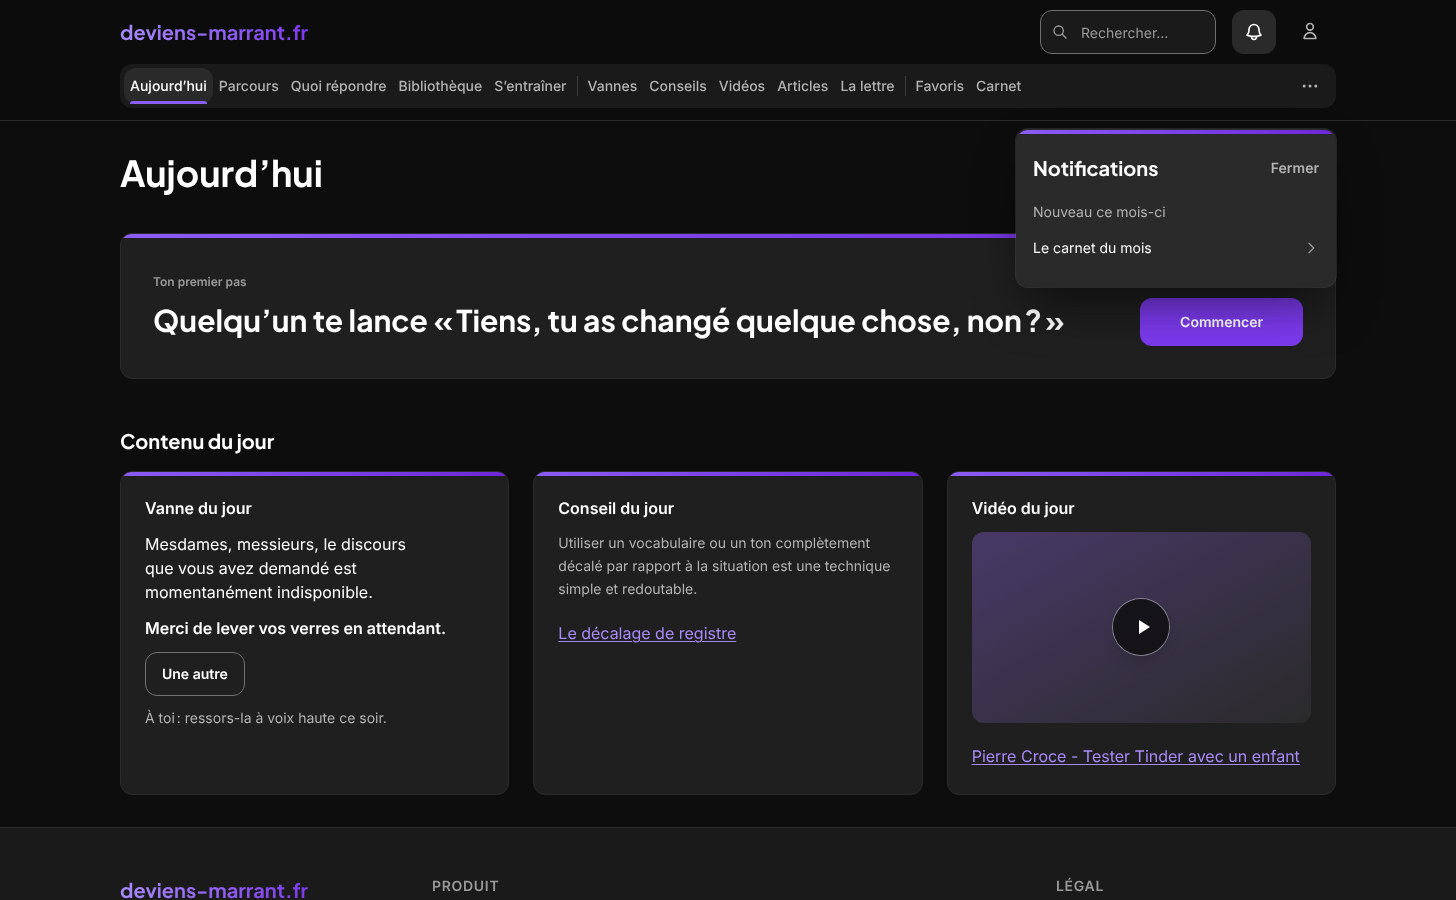 deviens-marrant.fr
Rechercher...
Aujourd’hui Parcours Quoi répondre Bibliothèque S’entraîner Vannes Conseils Vidéos Articles La lettre Favoris Carnet
Notifications Fermer
Nouveau ce mois-ci
Le carnet du mois
Aujourd’hui
Ton premier pas
Quelqu’un te lance « Tiens, tu as changé quelque chose, non ? »
Commencer
Contenu du jour
Vanne du jour
Mesdames, messieurs, le discours
que vous avez demandé est
momentanément indisponible.
Merci de lever vos verres en attendant.
Une autre
À toi : ressors-la à voix haute ce soir.
Conseil du jour
Utiliser un vocabulaire ou un ton complètement
décalé par rapport à la situation est une technique
simple et redoutable.
Le décalage de registre
Vidéo du jour
Pierre Croce - Tester Tinder avec un enfant
deviens-marrant.fr
PRODUIT
LÉGAL